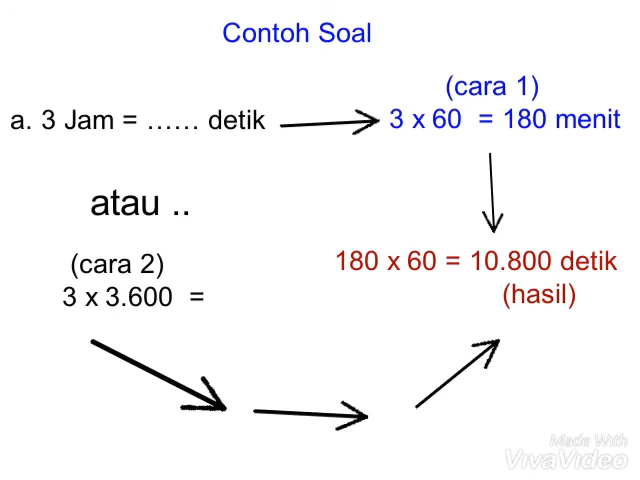 Contoh Soal
a. 3 Jam = ...... detik
(cara 1)
3 x 60 = 180 menit
180 x 60 = 10.800 detik
(hasil)
atau ..
(cara 2)
3 x 3.600 =
Made With
VivaVideo